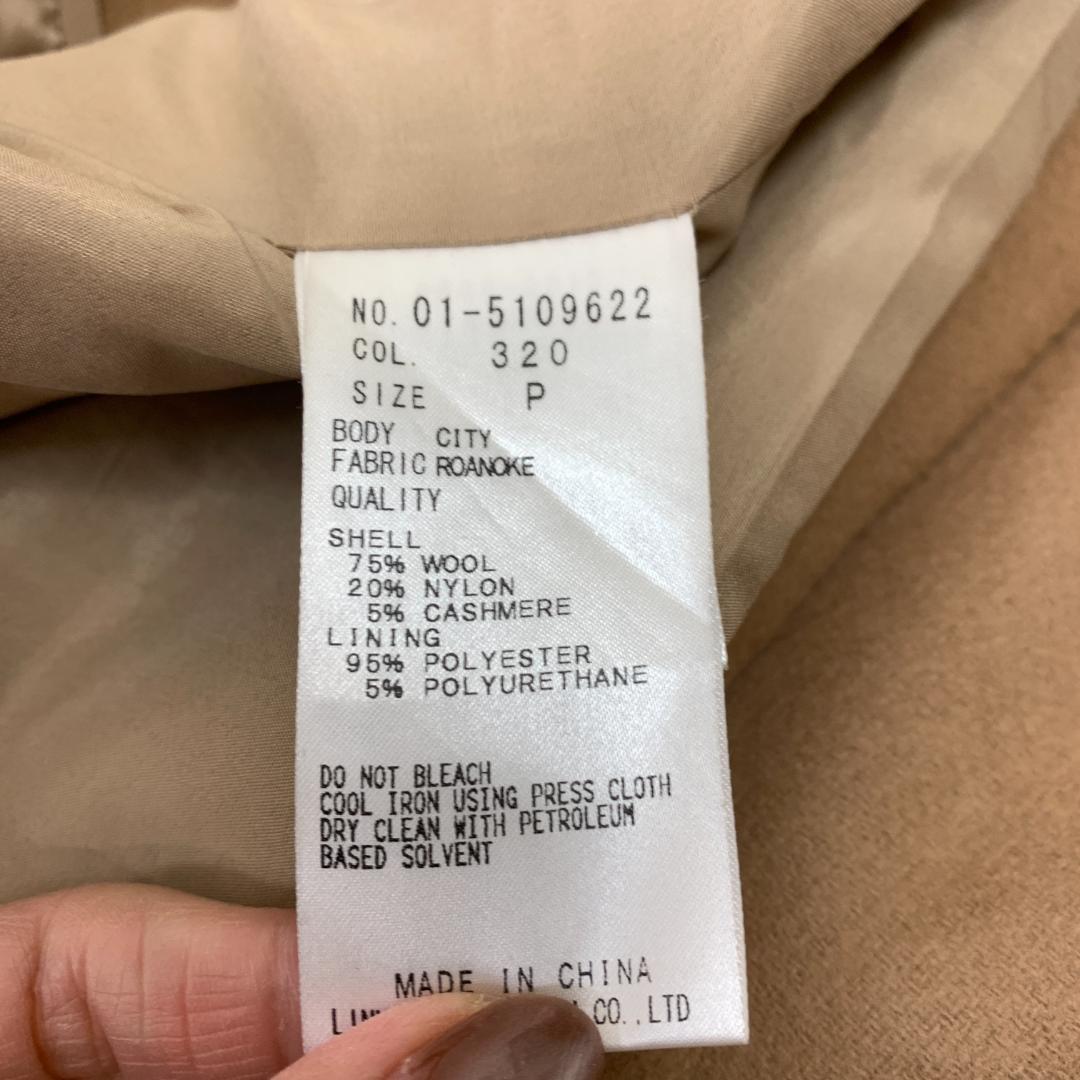 NO. 01-5109622
COL. 320
SIZE P
BODY CITY
FABRIC ROANOKE
QUALITY
SHELL
75% WOOL
20% NYLON
5% CASHMERE
LINING
95% POLYESTER
5% POLYURETHANE
DO NOT BLEACH
COOL IRON USING PRESS CLOTH
DRY CLEAN WITH PETROLEUM
BASED SOLVENT
MADE IN CHINA
CO.,LTD